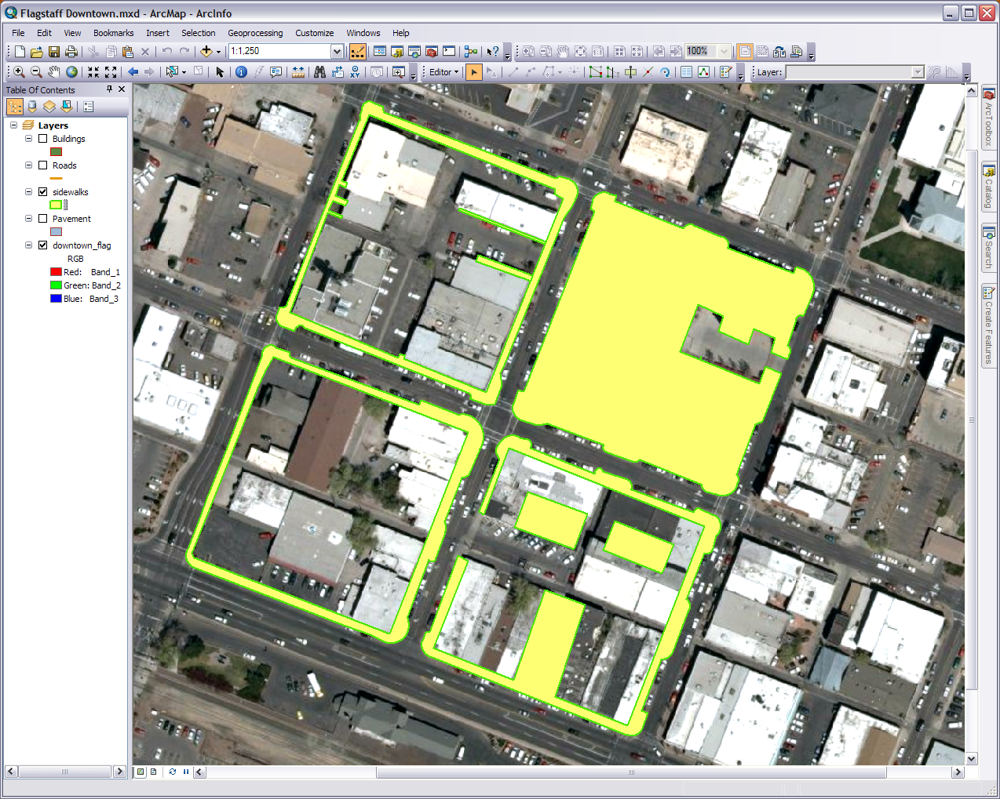 Flagstaff Downtown.mxd - ArcMap - ArcInfo
File Edit View Bookmarks Insert Selection Geoprocessing Customize Windows Help
1:1,250
100%
Editor
Layer:
Table Of Contents
Layers
Buildings
Roads
sidewalks
Pavement
downtown_flag
RGB
Red: Band_1
Green: Band_2
Blue: Band_3
ArcToolbox
Catalog
Search
Create Features